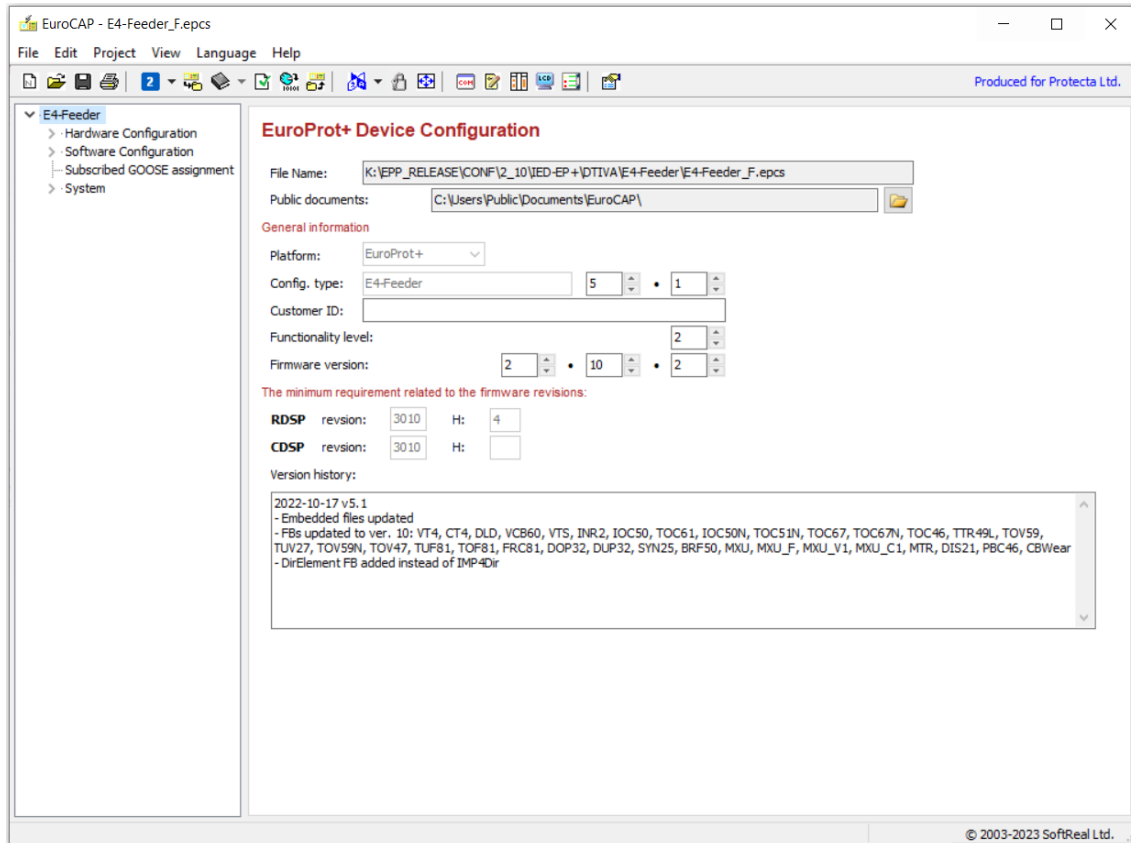 EuroCAP - E4-Feeder_F.epcs
File Edit Project View Language Help
2 COM LCD Produced for Protecta Ltd.
E4-Feeder
Hardware Configuration
Software Configuration
Subscribed GOOSE assignment
System
EuroProt+ Device Configuration
File Name: K:\EPP_RELEASE\CONF\2_10\IED-EP+\DTIVA\E4-Feeder\E4-Feeder_F.epcs
Public documents: C:\Users\Public\Documents\EuroCAP\
General information
Platform: EuroProt+
Config. type: E4-Feeder 5 • 1
Customer ID:
Functionality level: 2
Firmware version: 2 • 10 • 2
The minimum requirement related to the firmware revisions:
RDSP revsion: 3010 H: 4
CDSP revsion: 3010 H:
Version history:
2022-10-17 v5.1
- Embedded files updated
- FBs updated to ver. 10: VT4, CT4, DLD, VCB60, VTS, INR2, IOC50, TOC61, IOC50N, TOC51N, TOC67, TOC67N, TOC46, TTR49L, TOV59,
TUV27, TOV59N, TOV47, TUF81, TOF81, FRC81, DOP32, DUP32, SYN25, BRF50, MXU, MXU_F, MXU_V1, MXU_C1, MTR, DIS21, PBC46, CBWear
- DirElement FB added instead of IMP4Dir
© 2003-2023 SoftReal Ltd.